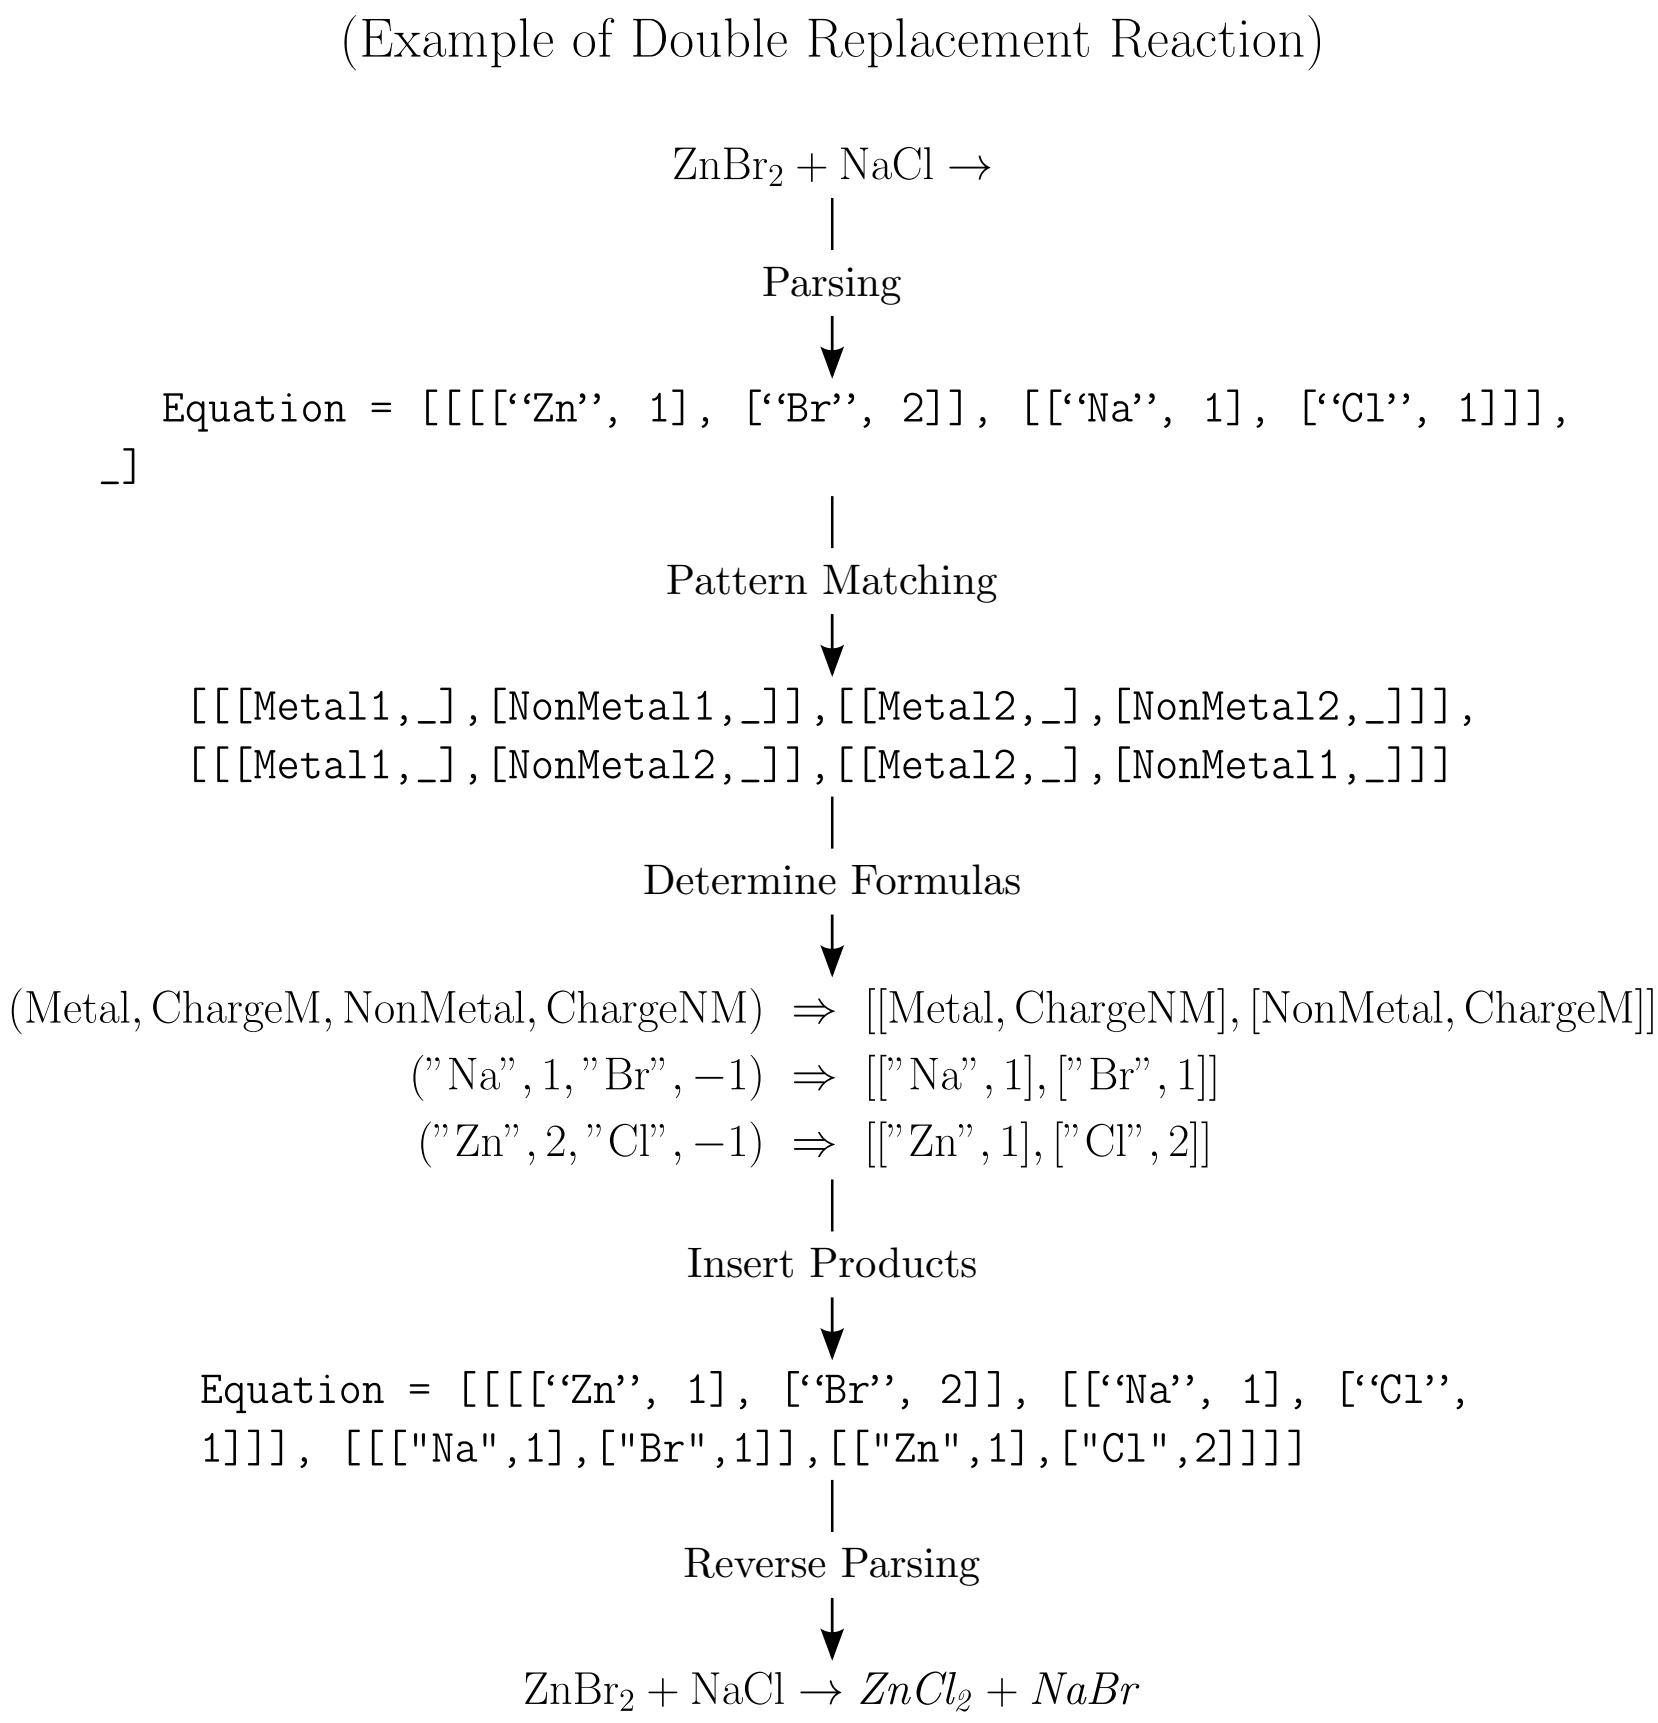 (Example of Double Replacement Reaction)
ZnBr₂ + NaCl →
Parsing
Equation = [[[[‘‘Zn’’, 1], [‘‘Br’’, 2]], [[‘‘Na’’, 1], [‘‘Cl’’, 1]]],
_]
Pattern Matching
[[[Metal1,_],[NonMetal1,_]],[[Metal2,_],[NonMetal2,_]]],
[[[Metal1,_],[NonMetal2,_]],[[Metal2,_],[NonMetal1,_]]]
Determine Formulas
(Metal, ChargeM, NonMetal, ChargeNM) ⇒ [[Metal, ChargeNM], [NonMetal, ChargeM]]
(”Na”, 1, ”Br”, −1) ⇒ [[”Na”, 1], [”Br”, 1]]
(”Zn”, 2, ”Cl”, −1) ⇒ [[”Zn”, 1], [”Cl”, 2]]
Insert Products
Equation = [[[[‘‘Zn’’, 1], [‘‘Br’’, 2]], [[‘‘Na’’, 1], [‘‘Cl’’,
1]]], [[["Na",1],["Br",1]],[["Zn",1],["Cl",2]]]]
Reverse Parsing
ZnBr₂ + NaCl → ZnCl₂ + NaBr